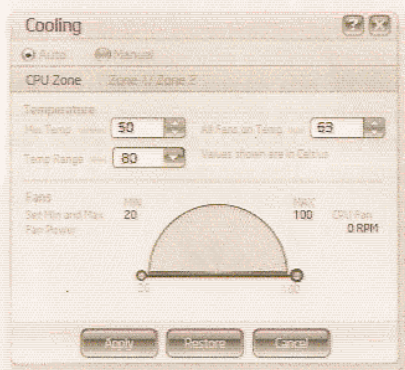 Cooling
Auto Manual
CPU Zone Zone 1/ Zone 2
Temperature
Min Temp 50 All Fans on Temp 63
Temp Range 80 Values shown are in Celsius
Fans MIN MAX
Set Min and Max 20 100 CPU Fan
Fan Power 0 RPM
20 100
Apply Restore Cancel